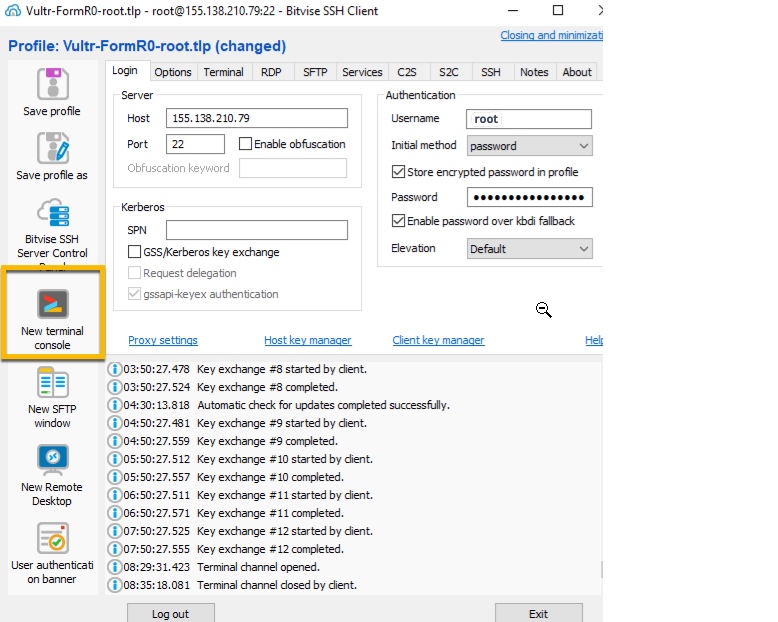 Vultr-FormR0-root.tlp - root@155.138.210.79:22 - Bitvise SSH Client
Profile: Vultr-FormR0-root.tlp (changed)
Closing and minimizati
Save profile
Save profile as
Bitvise SSH
Server Control
New terminal
console
New SFTP
window
New Remote
Desktop
User authenticati
on banner
Login Options Terminal RDP SFTP Services C2S S2C SSH Notes About
Server
Host 155.138.210.79
Port 22 Enable obfuscation
Obfuscation keyword
Kerberos
SPN
GSS/Kerberos key exchange
Request delegation
gssapi-keyex authentication
Authentication
Username root
Initial method password
Store encrypted password in profile
Password ••••••••••••••••
Enable password over kbdi fallback
Elevation Default
Proxy settings Host key manager Client key manager Help
03:50:27.478 Key exchange #8 started by client.
03:50:27.524 Key exchange #8 completed.
04:30:13.818 Automatic check for updates completed successfully.
04:50:27.481 Key exchange #9 started by client.
04:50:27.559 Key exchange #9 completed.
05:50:27.512 Key exchange #10 started by client.
05:50:27.557 Key exchange #10 completed.
06:50:27.511 Key exchange #11 started by client.
06:50:27.571 Key exchange #11 completed.
07:50:27.525 Key exchange #12 started by client.
07:50:27.555 Key exchange #12 completed.
08:29:31.423 Terminal channel opened.
08:35:18.081 Terminal channel closed by client.
Log out Exit